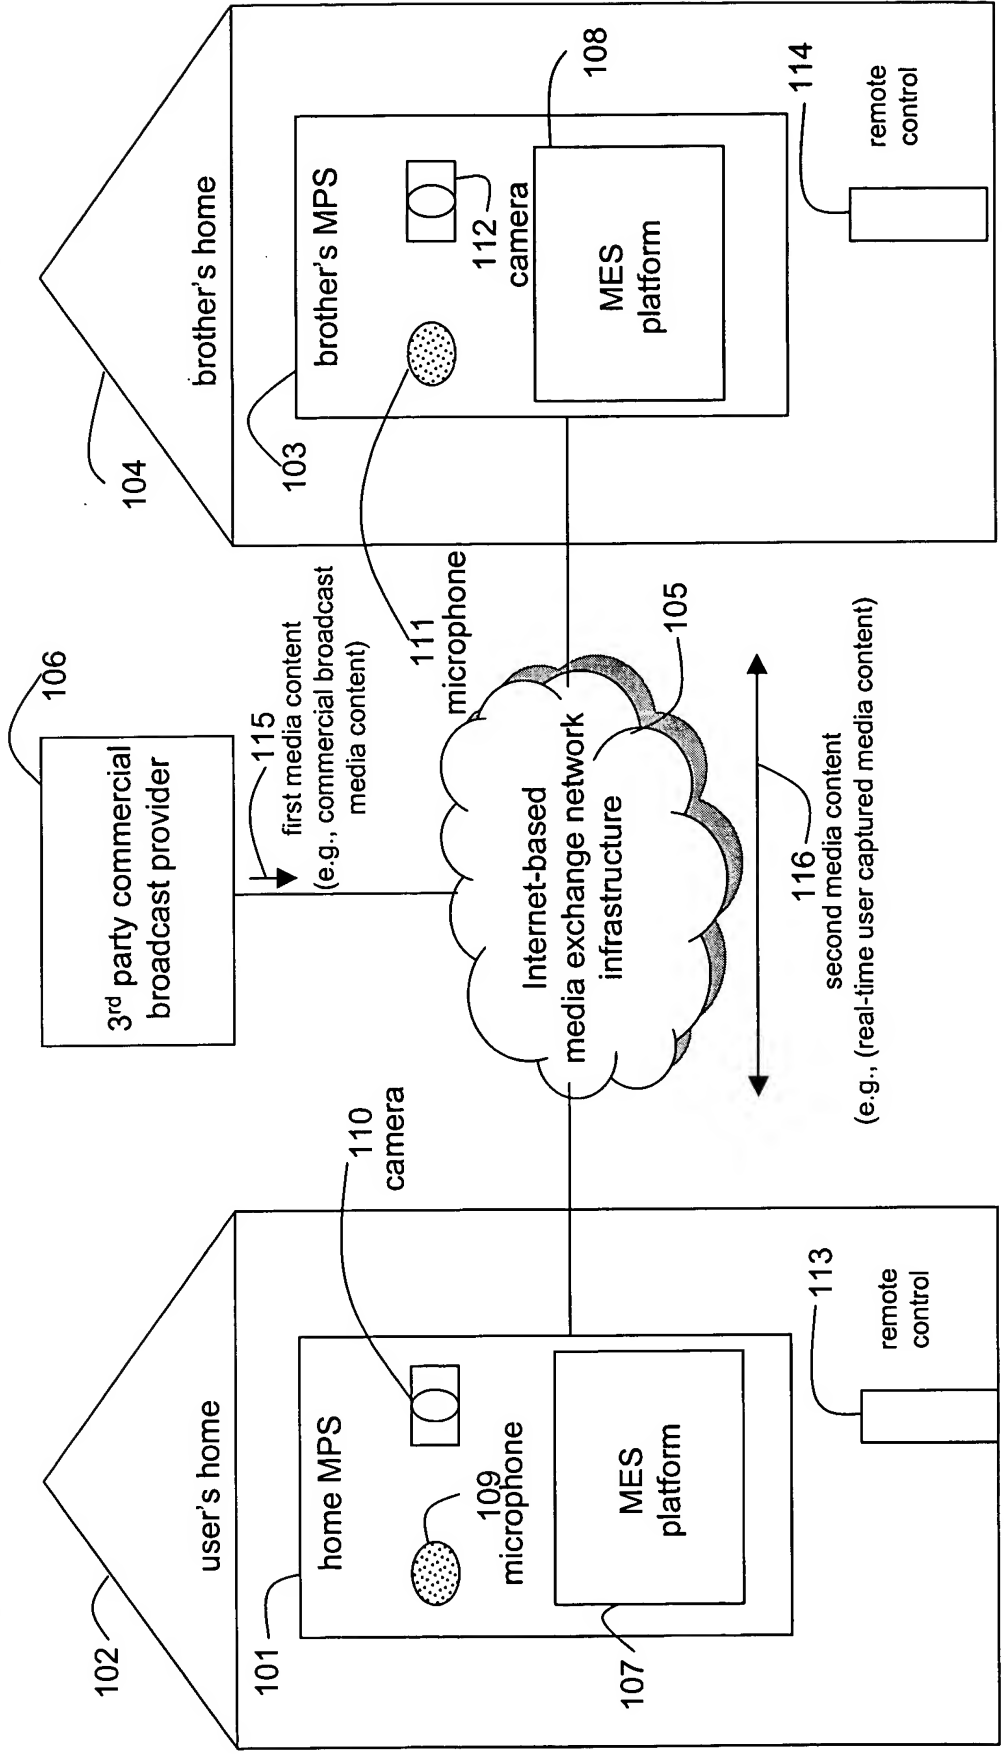 102
user's home
101
home MPS
110
camera
109
microphone
MES
platform
107
113
remote
control
106
3rd party commercial
broadcast provider
115
first media content
(e.g., commercial broadcast
media content)
Internet-based
media exchange network
infrastructure
105
116
second media content
(e.g., (real-time user captured media content)
104
brother's home
103
brother's MPS
111
microphone
112
camera
108
MES
platform
114
remote
control